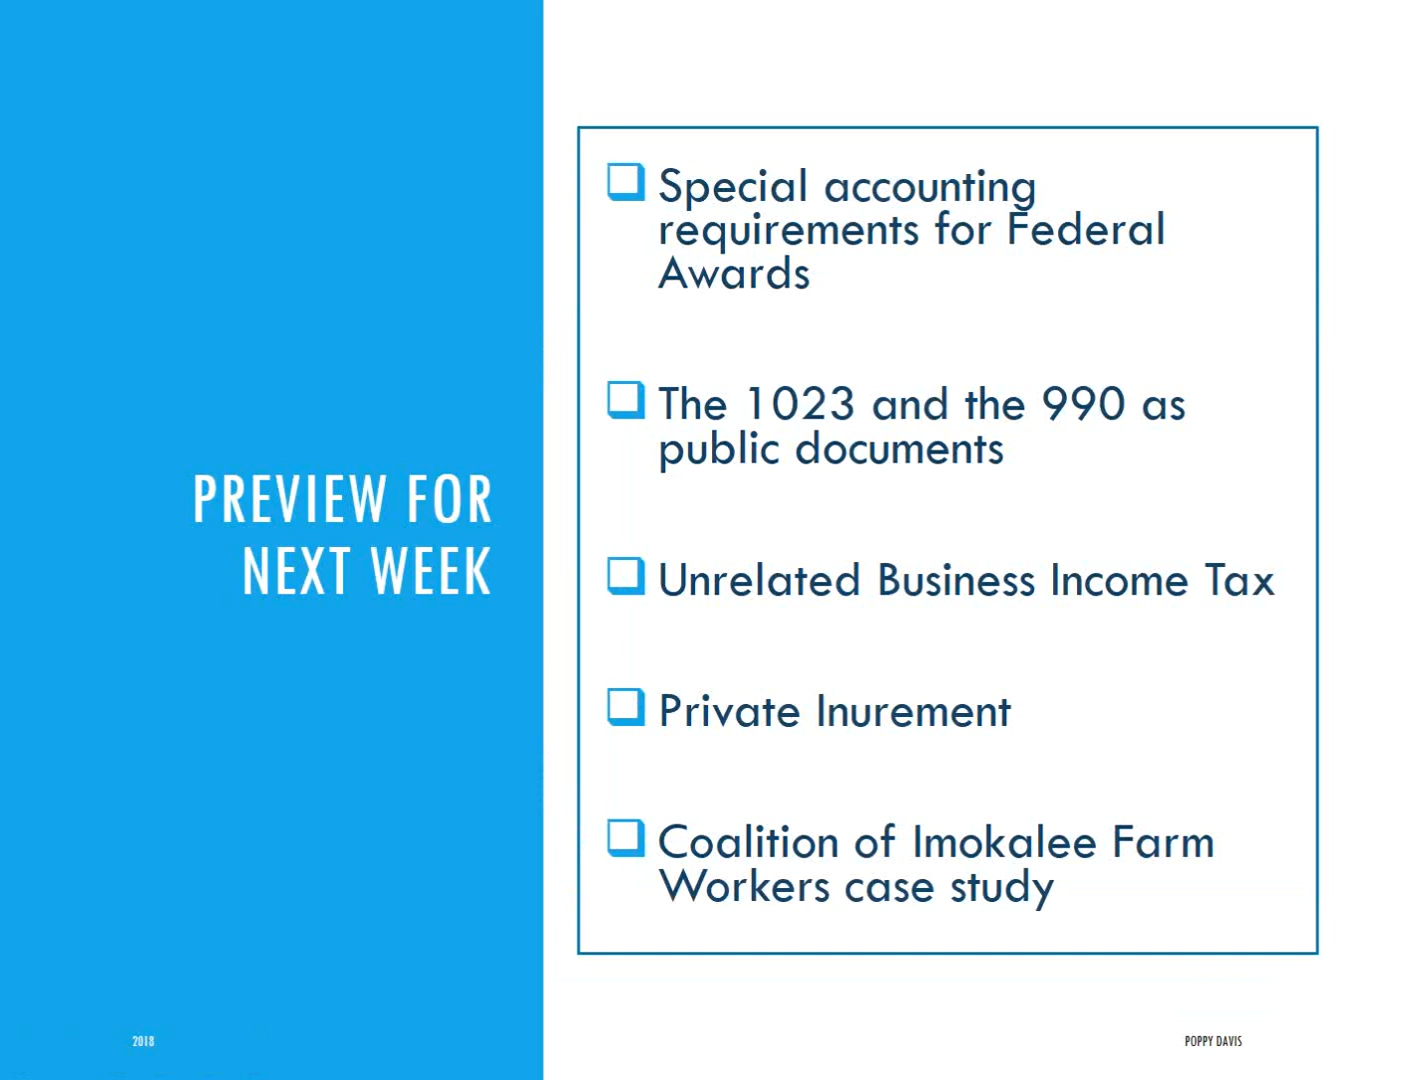 PREVIEW FOR
NEXT WEEK
Special accounting
requirements for Federal
Awards
The 1023 and the 990 as
public documents
Unrelated Business Income Tax
Private Inurement
Coalition of Imokalee Farm
Workers case study
2018
POPPY DAVIS